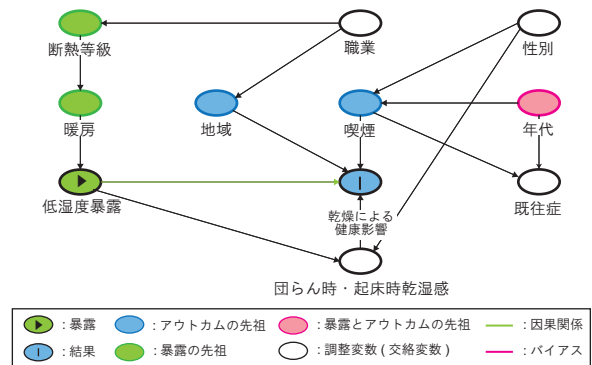 断熱等級
職業
性別
暖房
地域
喫煙
年代
低湿度暴露
I
既往症
乾燥による
健康影響
団らん時・起床時乾湿感
: 暴露
: アウトカムの先祖
: 暴露とアウトカムの先祖
: 因果関係
I
: 結果
: 暴露の先祖
: 調整変数 ( 交絡変数 )
: バイアス